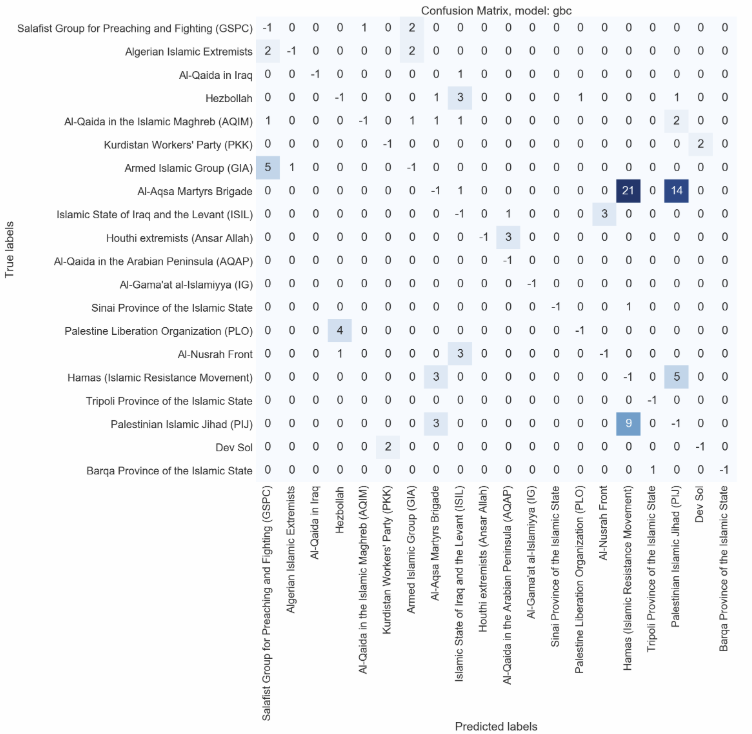 Confusion Matrix, model: gbc
Salafist Group for Preaching and Fighting (GSPC) -1 0 0 0 1 0 2 0 0 0 0 0 0 0 0 0 0 0 0 0
Algerian Islamic Extremists 2 -1 0 0 0 0 2 0 0 0 0 0 0 0 0 0 0 0 0 0
Al-Qaida in Iraq 0 0 -1 0 0 0 0 0 1 0 0 0 0 0 0 0 0 0 0 0
Hezbollah 0 0 0 -1 0 0 0 1 3 0 0 0 0 1 0 0 0 1 0 0
Al-Qaida in the Islamic Maghreb (AQIM) 1 0 0 0 -1 0 1 1 1 0 0 0 0 0 0 0 0 2 0 0
Kurdistan Workers' Party (PKK) 0 0 0 0 0 -1 0 0 0 0 0 0 0 0 0 0 0 0 2 0
Armed Islamic Group (GIA) 5 1 0 0 0 0 -1 0 0 0 0 0 0 0 0 0 0 0 0 0
Al-Aqsa Martyrs Brigade 0 0 0 0 0 0 0 -1 1 0 0 0 0 0 0 21 0 14 0 0
Islamic State of Iraq and the Levant (ISIL) 0 0 0 0 0 0 0 0 -1 0 1 0 0 0 3 0 0 0 0 0
Houthi extremists (Ansar Allah) 0 0 0 0 0 0 0 0 0 -1 3 0 0 0 0 0 0 0 0 0
Al-Qaida in the Arabian Peninsula (AQAP) 0 0 0 0 0 0 0 0 0 0 -1 0 0 0 0 0 0 0 0 0
Al-Gama'at al-Islamiyya (IG) 0 0 0 0 0 0 0 0 0 0 0 -1 0 0 0 0 0 0 0 0
Sinai Province of the Islamic State 0 0 0 0 0 0 0 0 0 0 0 0 -1 0 0 1 0 0 0 0
Palestine Liberation Organization (PLO) 0 0 0 4 0 0 0 0 0 0 0 0 0 -1 0 0 0 0 0 0
Al-Nusrah Front 0 0 0 1 0 0 0 0 3 0 0 0 0 0 -1 0 0 0 0 0
Hamas (Islamic Resistance Movement) 0 0 0 0 0 0 0 3 0 0 0 0 0 0 0 -1 0 5 0 0
Tripoli Province of the Islamic State 0 0 0 0 0 0 0 0 0 0 0 0 0 0 0 0 -1 0 0 0
Palestinian Islamic Jihad (PIJ) 0 0 0 0 0 0 0 3 0 0 0 0 0 0 0 9 0 -1 0 0
Dev Sol 0 0 0 0 0 2 0 0 0 0 0 0 0 0 0 0 0 0 -1 0
Barqa Province of the Islamic State 0 0 0 0 0 0 0 0 0 0 0 0 0 0 0 0 1 0 0 -1
True labels
Salafist Group for Preaching and Fighting (GSPC)
Algerian Islamic Extremists
Al-Qaida in Iraq
Hezbollah
Al-Qaida in the Islamic Maghreb (AQIM)
Kurdistan Workers' Party (PKK)
Armed Islamic Group (GIA)
Al-Aqsa Martyrs Brigade
Islamic State of Iraq and the Levant (ISIL)
Houthi extremists (Ansar Allah)
Al-Qaida in the Arabian Peninsula (AQAP)
Al-Gama'at al-Islamiyya (IG)
Sinai Province of the Islamic State
Palestine Liberation Organization (PLO)
Al-Nusrah Front
Hamas (Islamic Resistance Movement)
Tripoli Province of the Islamic State
Palestinian Islamic Jihad (PIJ)
Dev Sol
Barqa Province of the Islamic State
Predicted labels